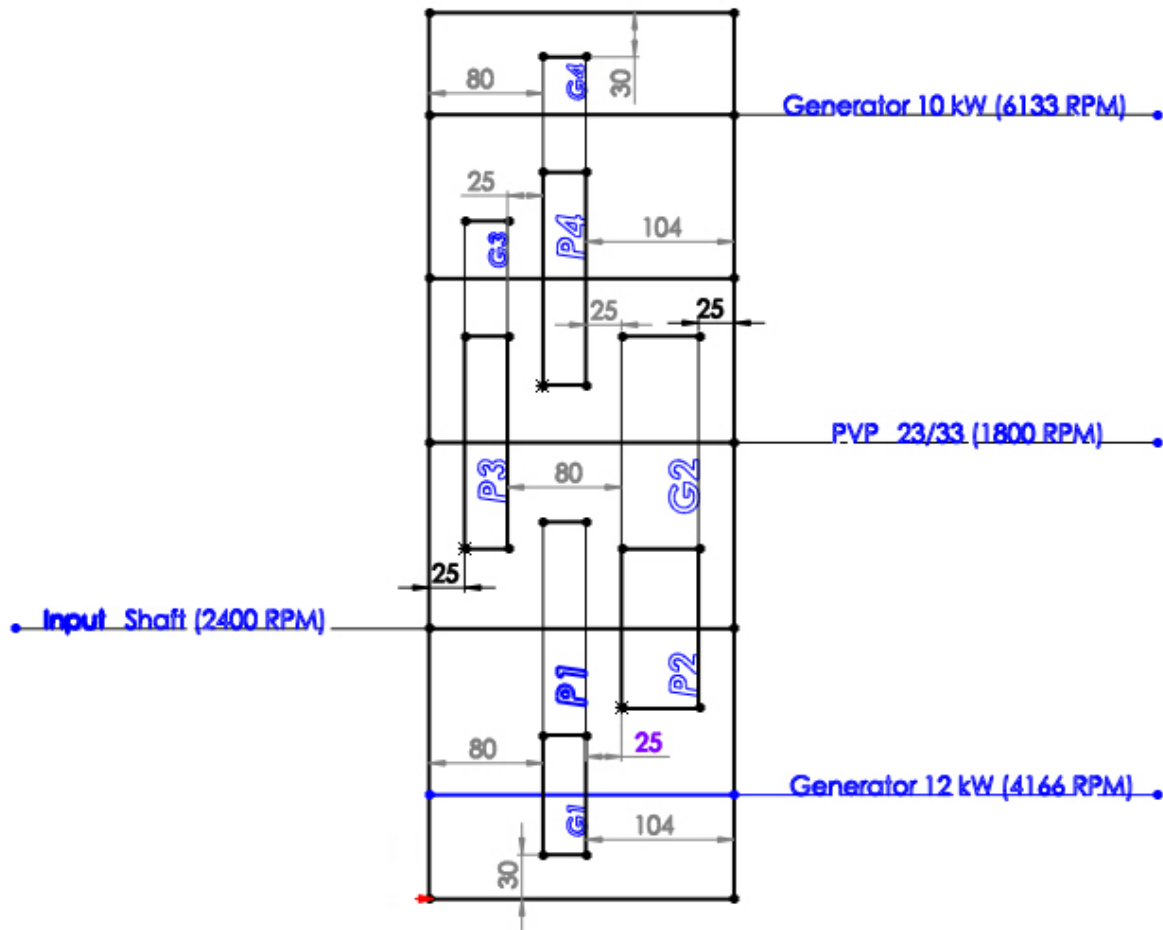 30
80
G4
Generator 10 kW (6133 RPM)
25
P4
104
G3
25
25
PVP 23/33 (1800 RPM)
P3
80
G2
25
Input Shaft (2400 RPM)
P1
P2
80
25
Generator 12 kW (4166 RPM)
G1
104
30